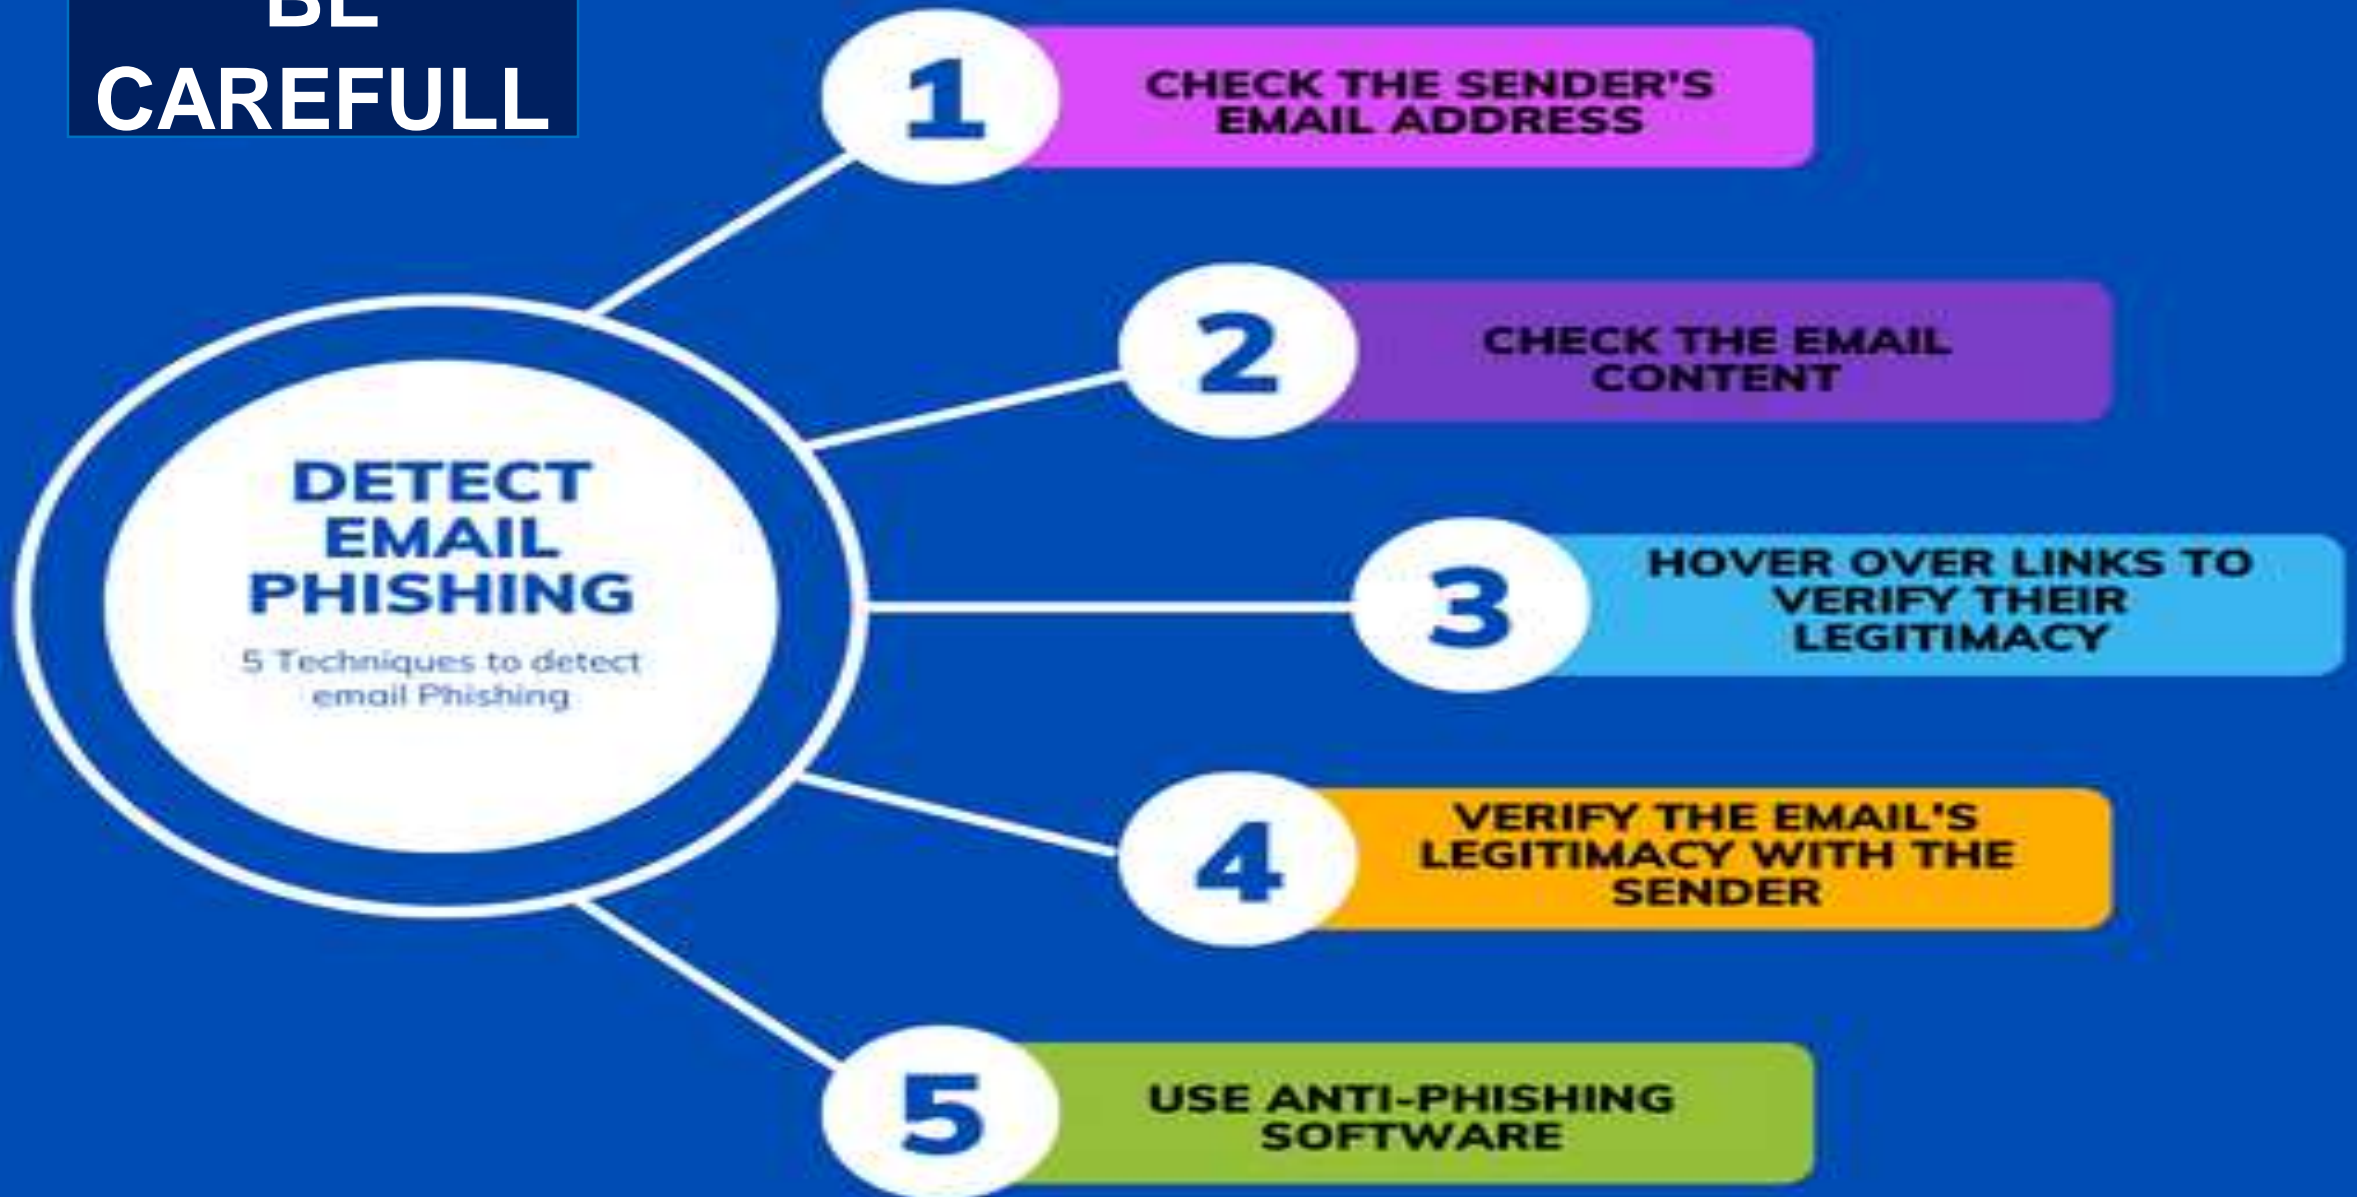 BE
CAREFULL
1
CHECK THE SENDER'S
EMAIL ADDRESS
2
CHECK THE EMAIL
CONTENT
DETECT
EMAIL
PHISHING
5 Techniques to detect
email Phishing
3
HOVER OVER LINKS TO
VERIFY THEIR
LEGITIMACY
4
VERIFY THE EMAIL'S
LEGITIMACY WITH THE
SENDER
5
USE ANTI-PHISHING
SOFTWARE